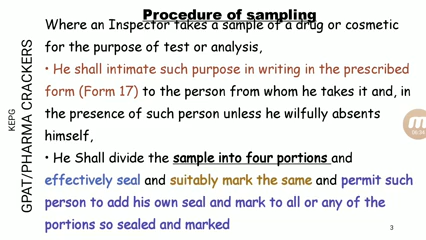 Procedure of sampling
Where an Inspector takes a sample of a drug or cosmetic
for the purpose of test or analysis,
• He shall intimate such purpose in writing in the prescribed
form (Form 17) to the person from whom he takes it and, in
the presence of such person unless he wilfully absents
himself,
• He Shall divide the sample into four portions and
effectively seal and suitably mark the same and permit such
person to add his own seal and mark to all or any of the
portions so sealed and marked
KEPG
GPAT/PHARMA CRACKERS
3